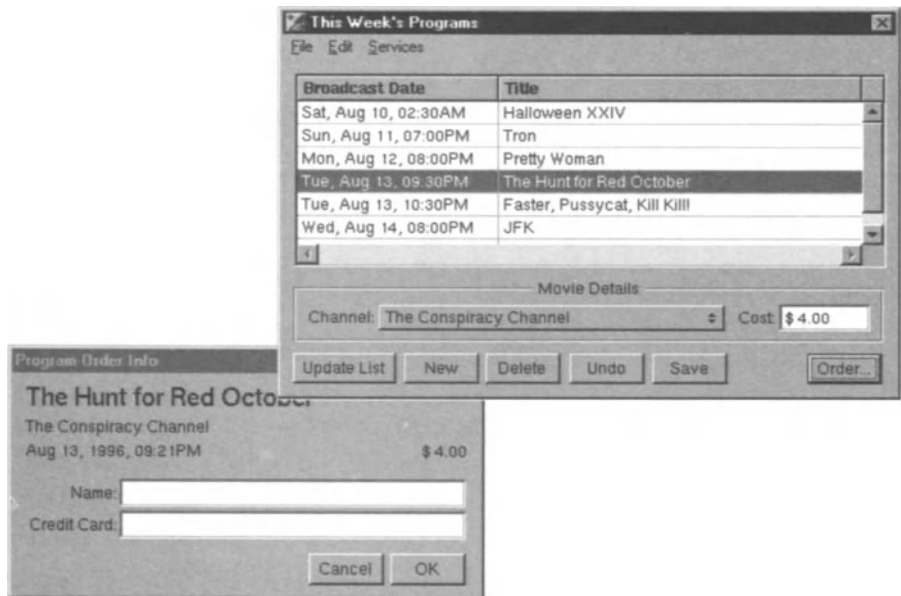 This Week's Programs
File Edit Services
Broadcast Date Title
Sat, Aug 10, 02:30AM Halloween XXIV
Sun, Aug 11, 07:00PM Tron
Mon, Aug 12, 08:00PM Pretty Woman
Tue, Aug 13, 09:30PM The Hunt for Red October
Tue, Aug 13, 10:30PM Faster, Pussycat, Kill Kill!
Wed, Aug 14, 08:00PM JFK
Movie Details
Channel: The Conspiracy Channel Cost: $4.00
Update List New Delete Undo Save Order...
Program Order Info
The Hunt for Red October
The Conspiracy Channel
Aug 13, 1996, 09:21PM $4.00
Name:
Credit Card:
Cancel OK